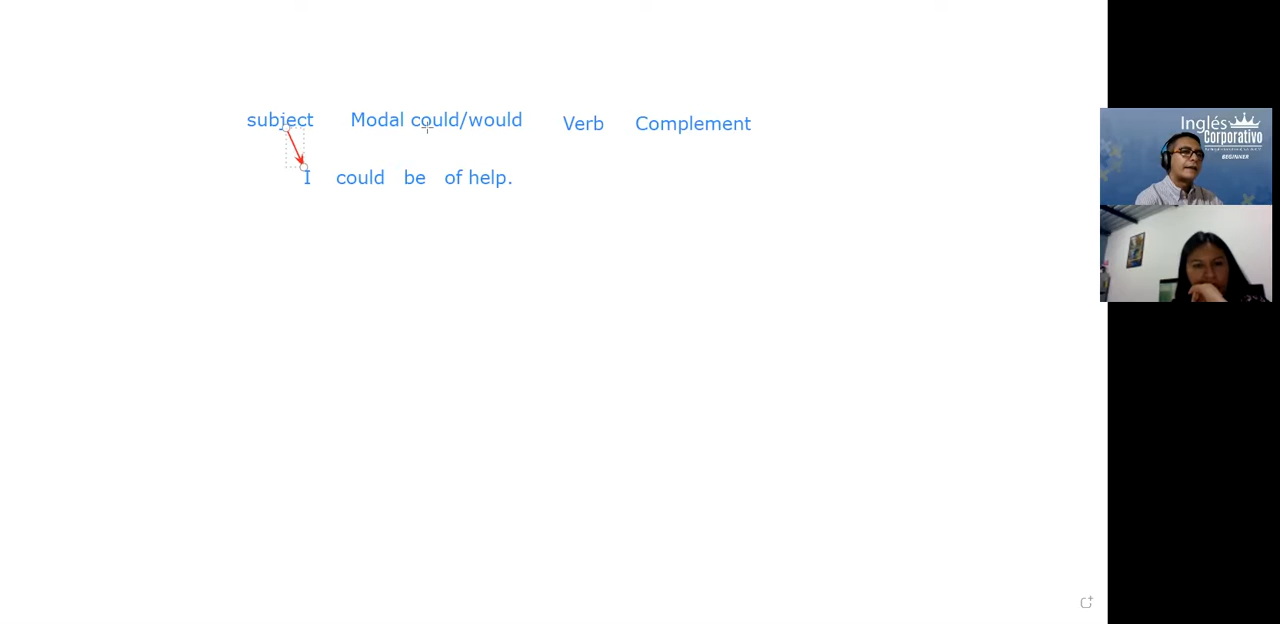 subject Modal could/would Verb Complement
I could be of help.
Inglés
Corporativo
BEGINNER